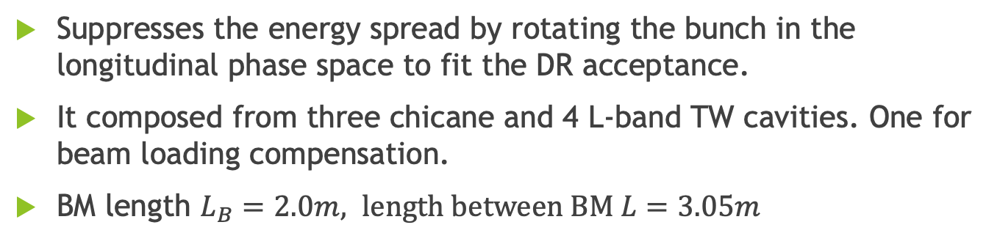 Suppresses the energy spread by rotating the bunch in the
longitudinal phase space to fit the DR acceptance.
It composed from three chicane and 4 L-band TW cavities. One for
beam loading compensation.
BM length L_B = 2.0m, length between BM L = 3.05m